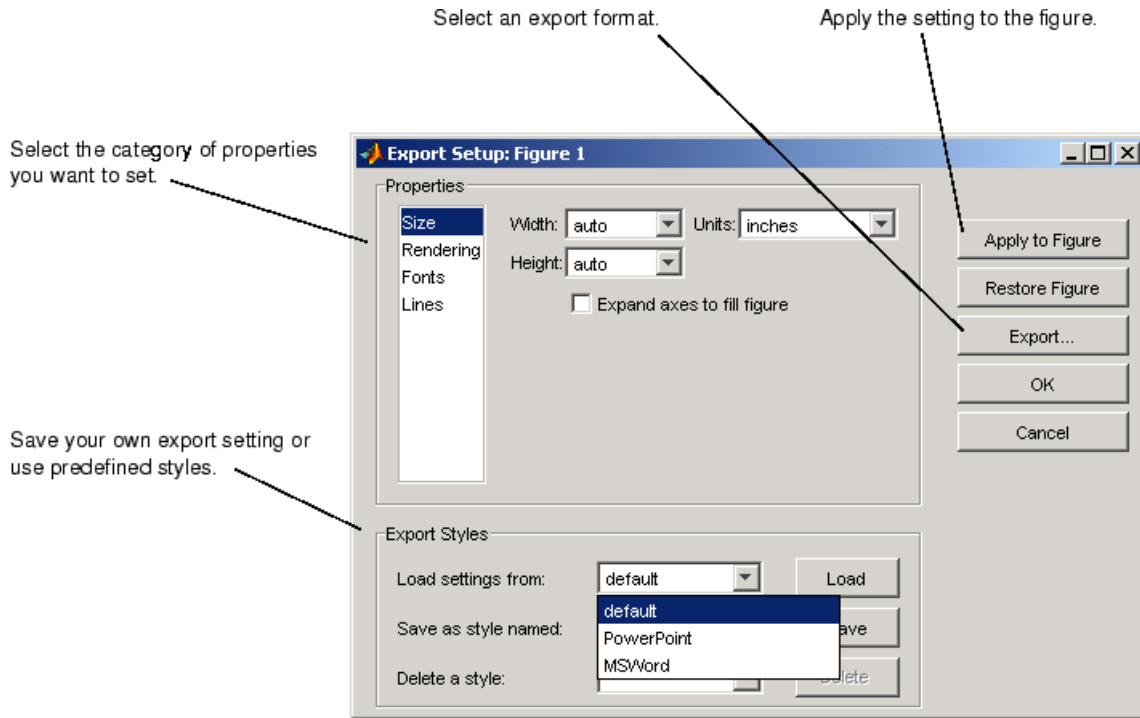 Select an export format.
Apply the setting to the figure.
Select the category of properties
you want to set.
Export Setup: Figure 1
Properties
Size
Rendering
Fonts
Lines
Width: auto
Units: inches
Height: auto
Expand axes to fill figure
Apply to Figure
Restore Figure
Export...
OK
Cancel
Save your own export setting or
use predefined styles.
Export Styles
Load settings from: default Load
default
PowerPoint
MSWord
Save as style named:
Delete a style: